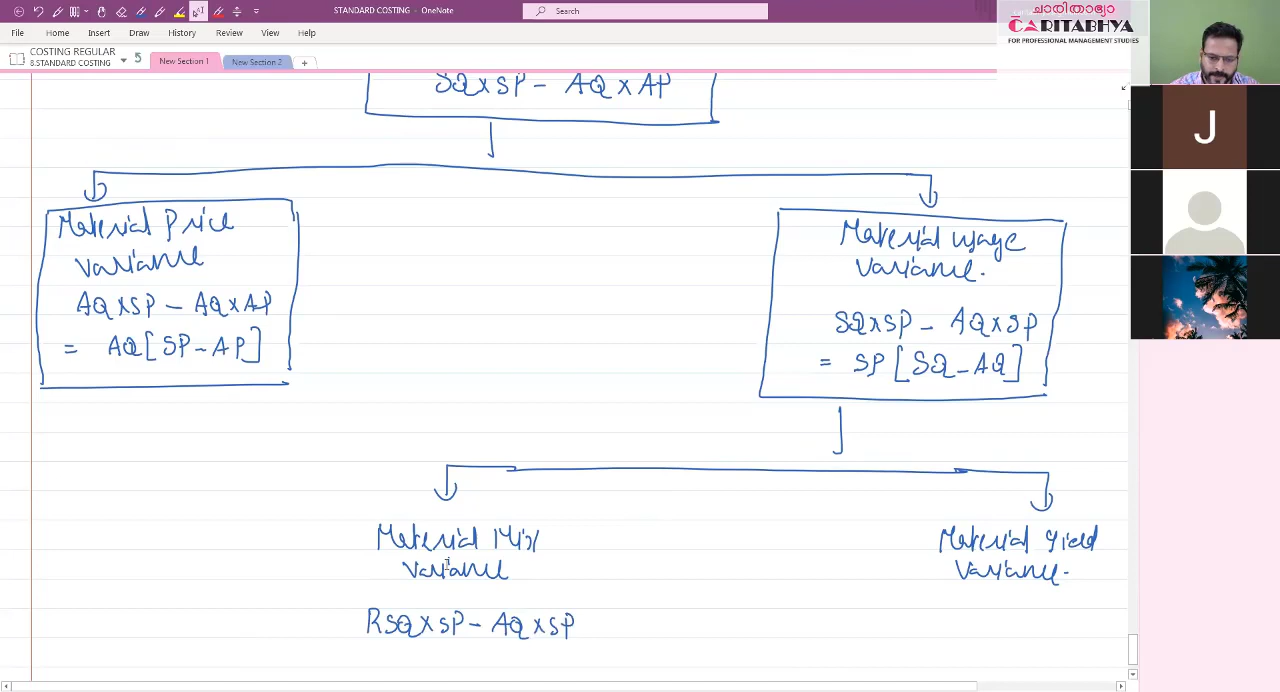 STANDARD COSTING - OneNote
Search
File Home Insert Draw History Review View Help
COSTING REGULAR
8.STANDARD COSTING
New Section 1
New Section 2
ചാരിതാഭ്യാ
CARITABHYA
FOR PROFESSIONAL MANAGEMENT STUDIES
J
SQ×SP - AQ×AP
Material Price
Variance
AQ×SP - AQ×AP
= AQ[SP-AP]
Material Usage
Variance.
SQ×SP - AQ×SP
= SP[SQ-AQ]
Material Mix
Variance
RSQ×SP - AQ×SP
Material Yield
Variance.